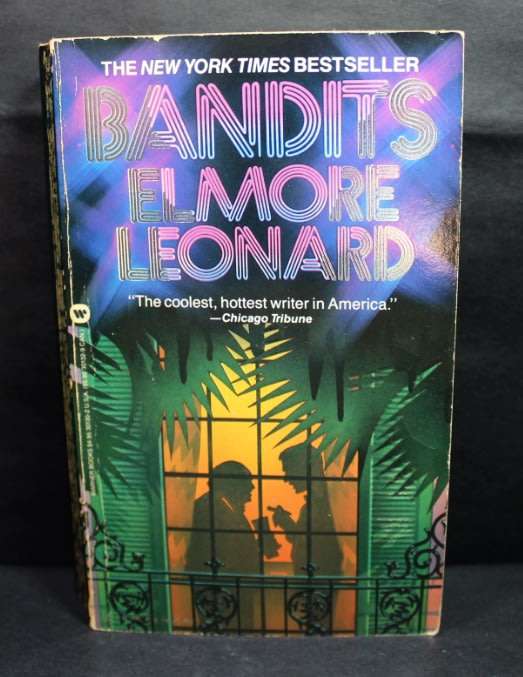 THE NEW YORK TIMES BESTSELLER
BANDITS
ELMORE
LEONARD
"The coolest, hottest writer in America."
—Chicago Tribune